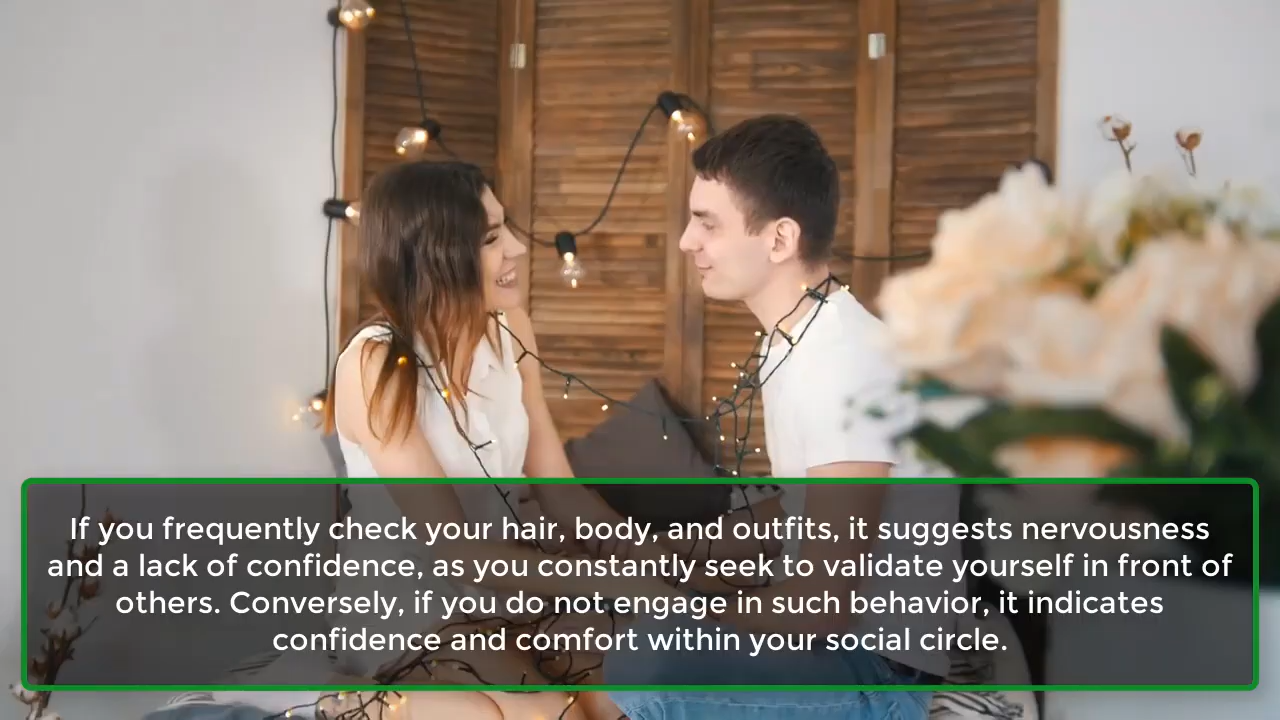 If you frequently check your hair, body, and outfits, it suggests nervousness
and a lack of confidence, as you constantly seek to validate yourself in front of
others. Conversely, if you do not engage in such behavior, it indicates
confidence and comfort within your social circle.